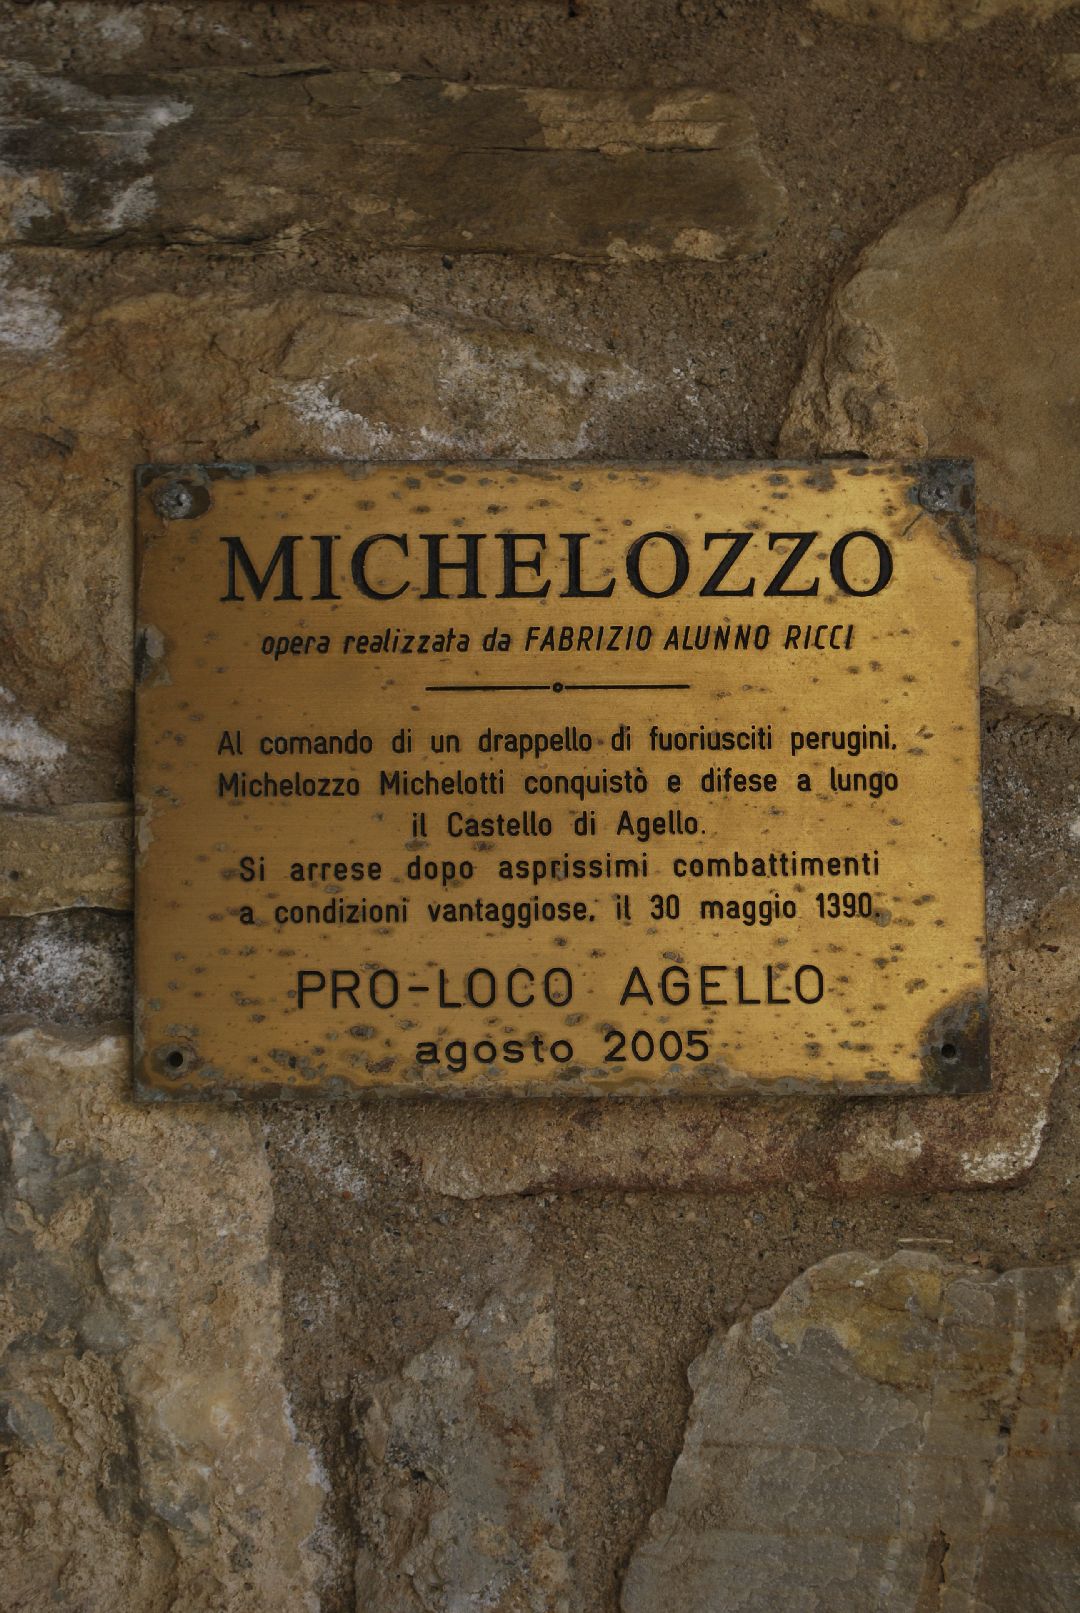 MICHELOZZO
opera realizzata da FABRIZIO ALUNNO RICCI
Al comando di un drappello di fuoriusciti perugini,
Michelozzo Michelotti conquistò e difese a lungo
il Castello di Agello.
Si arrese dopo asprissimi combattimenti
a condizioni vantaggiose, il 30 maggio 1390.
PRO-LOCO AGELLO
agosto 2005